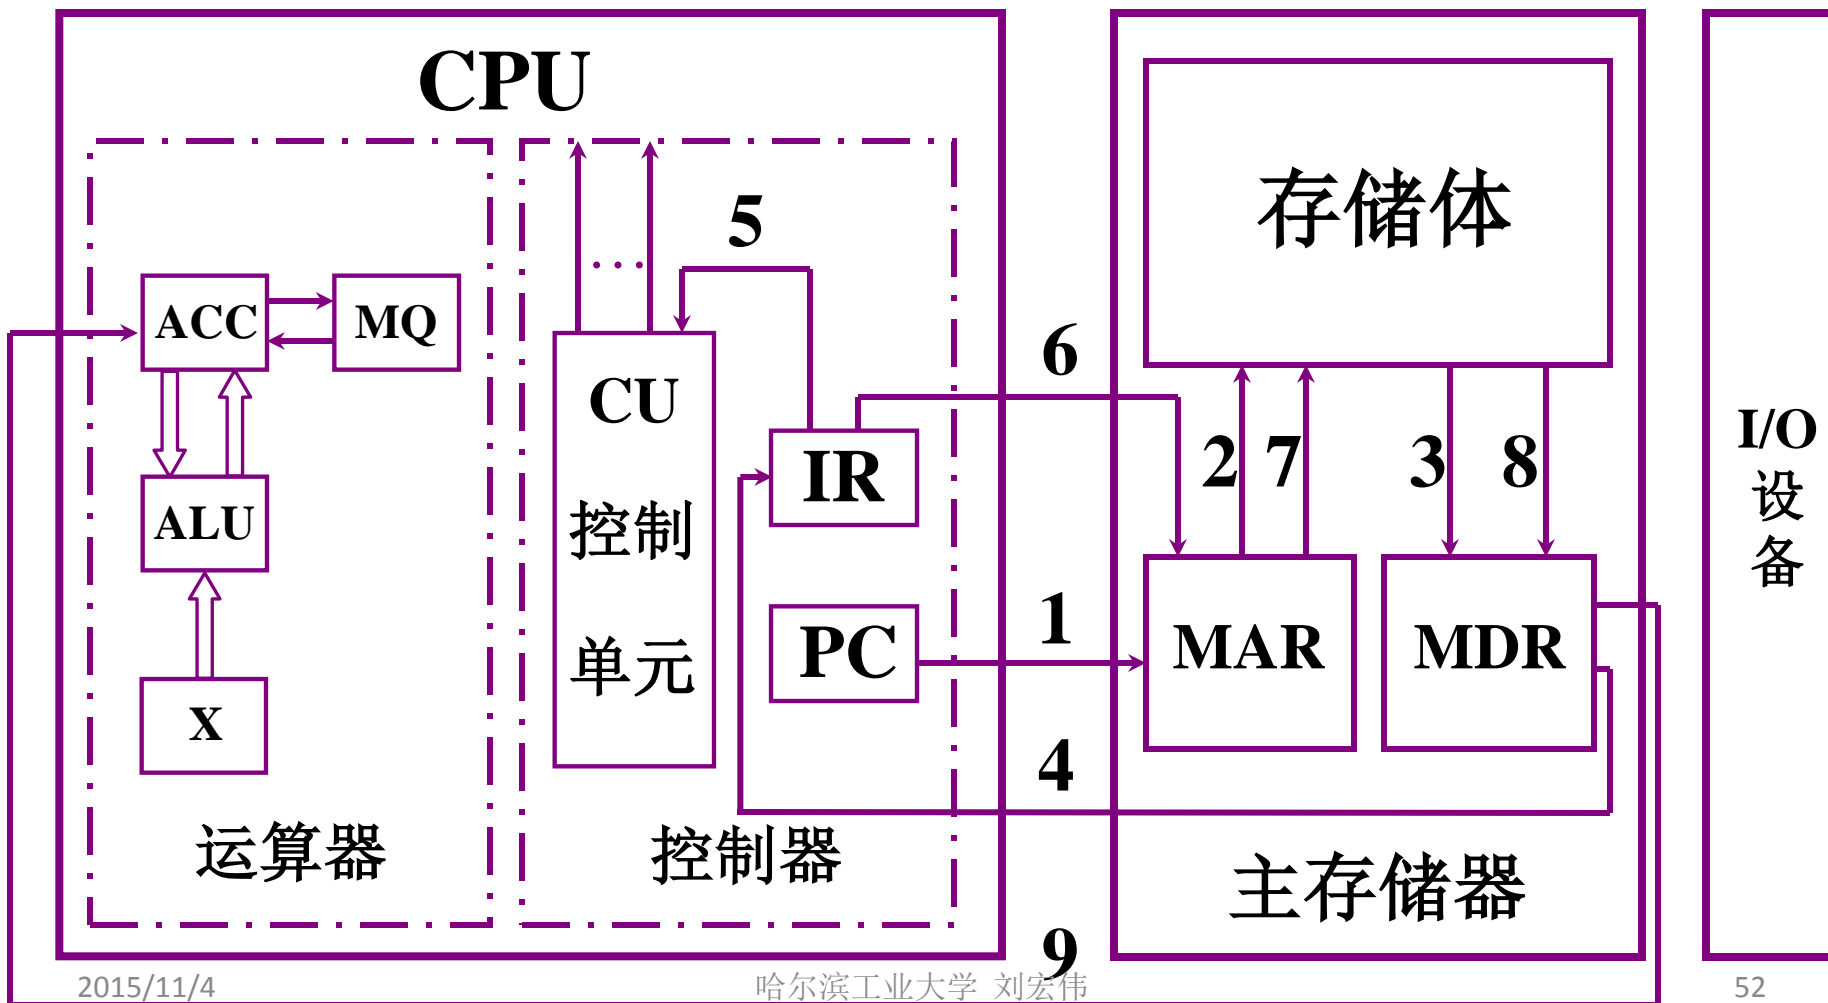 CPU
存储体
5
…
ACC
MQ
6
CU
控制
单元
IR
2
7
3
8
I/O
设
备
ALU
1
PC
MAR
MDR
X
4
运算器
控制器
主存储器
9
2015/11/4
哈尔滨工业大学 刘宏伟
52